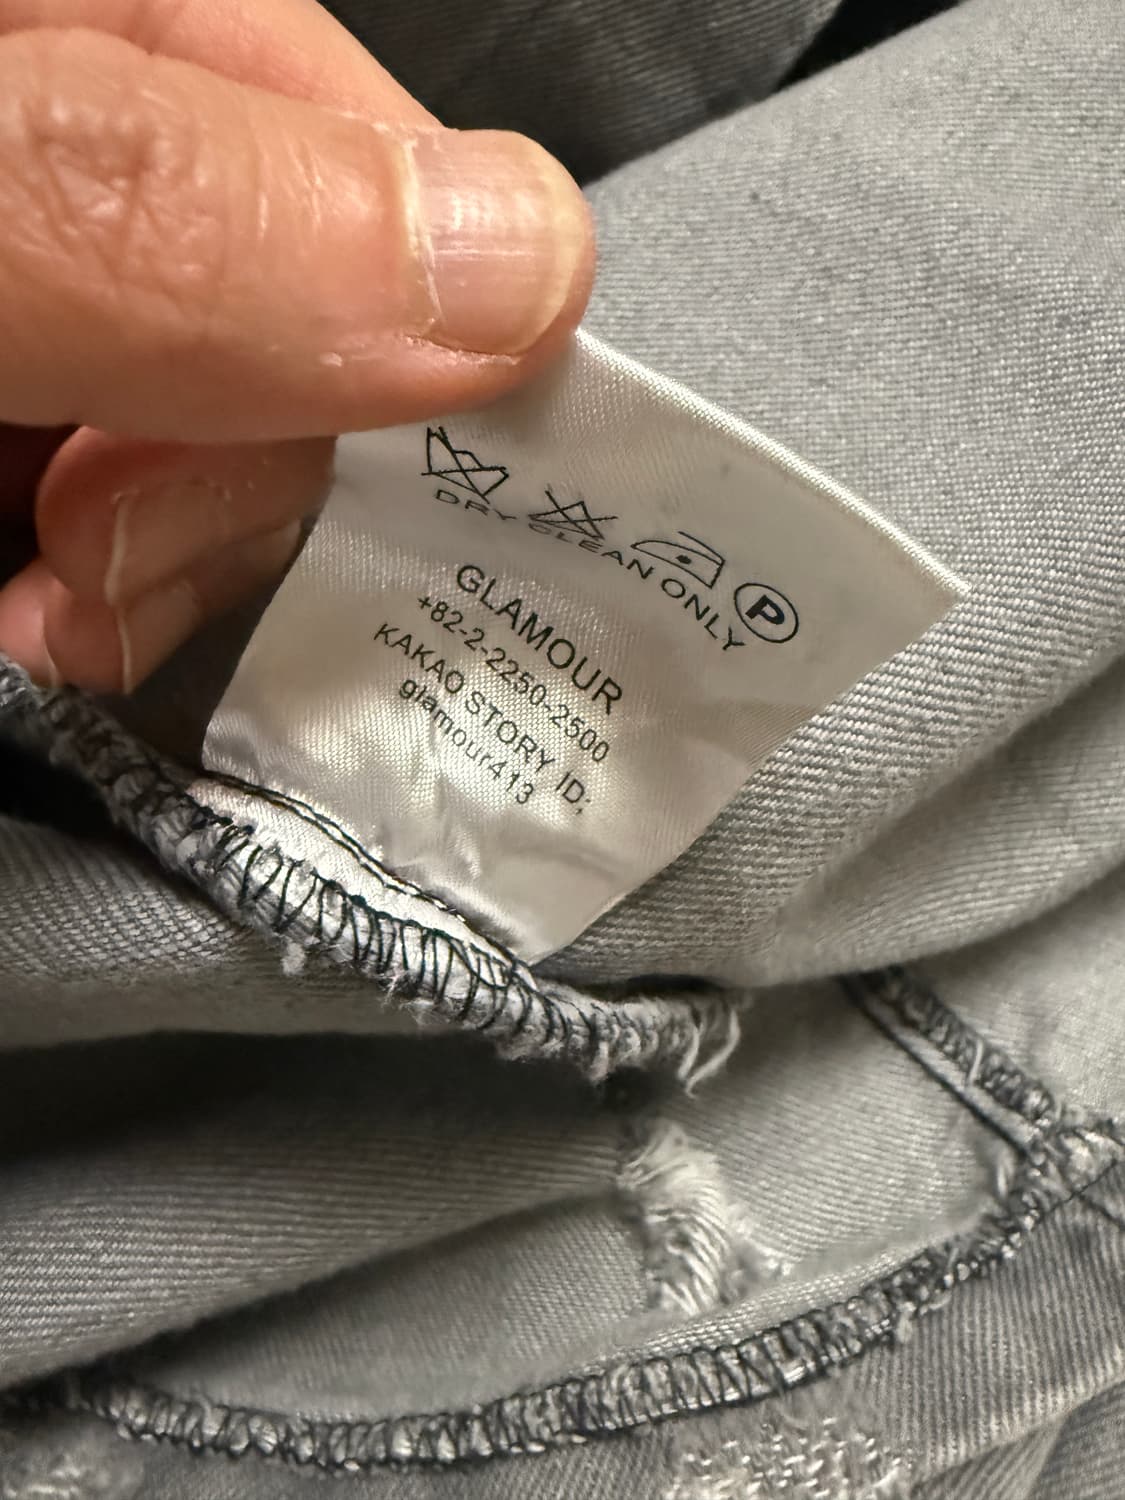 DRY CLEAN ONLY
P
GLAMOUR
+82-2-2250-2500
KAKAO STORY ID;
glamour413